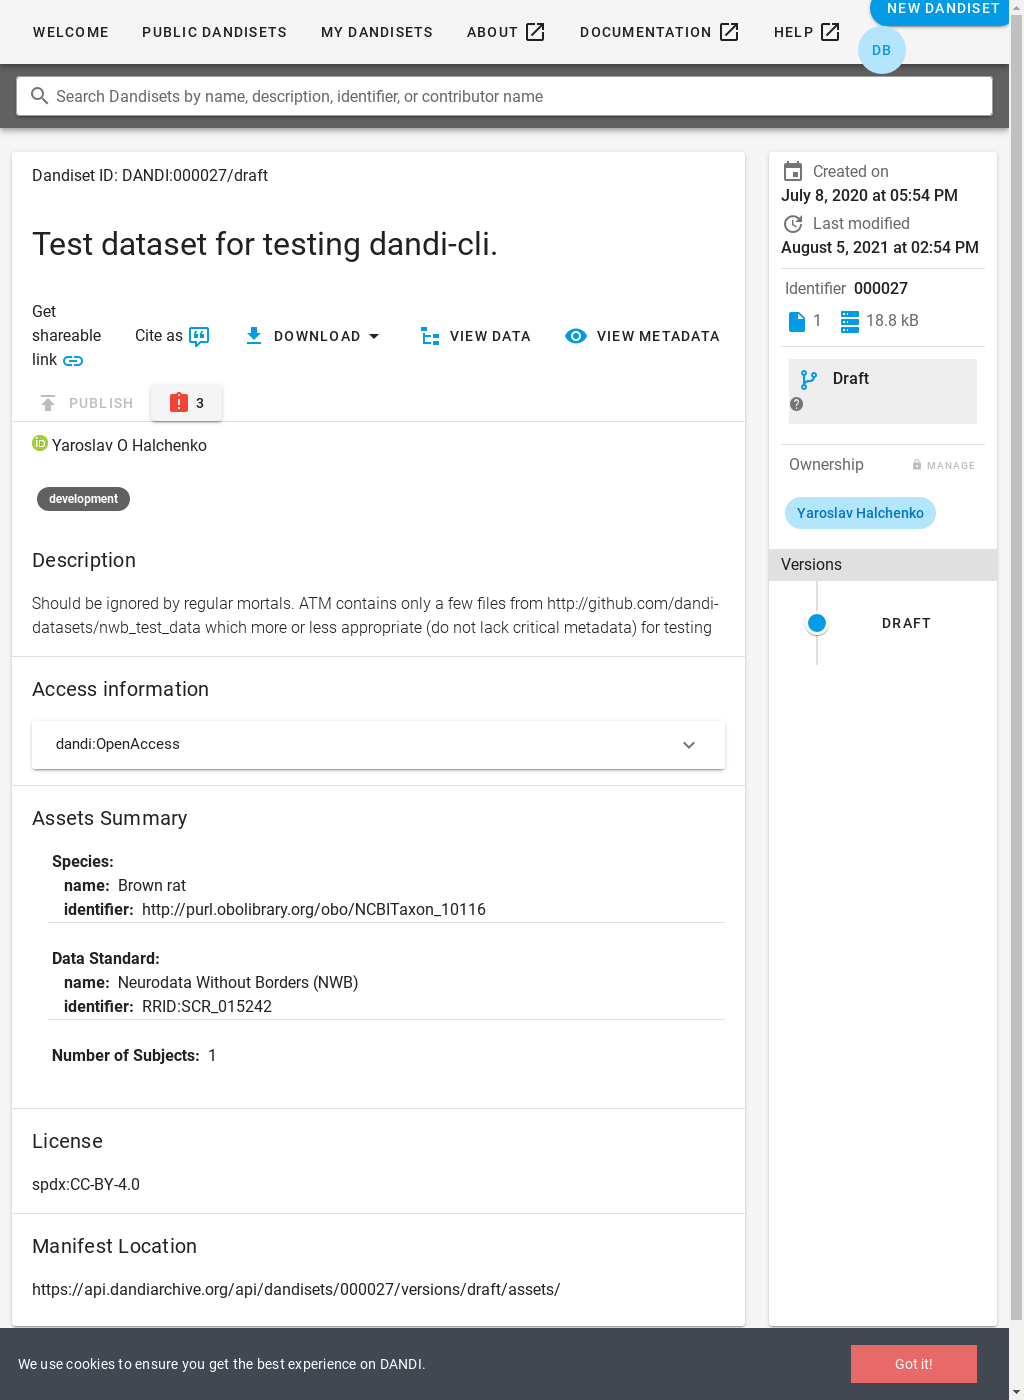 WELCOME
PUBLIC DANDISETS
MY DANDISETS
ABOUT
DOCUMENTATION
HELP
NEW DANDISET
DB
Search Dandisets by name, description, identifier, or contributor name
Dandiset ID: DANDI:000027/draft
Test dataset for testing dandi-cli.
Get
shareable
link
Cite as
DOWNLOAD
VIEW DATA
VIEW METADATA
PUBLISH
3
Yaroslav O Halchenko
development
Description
Should be ignored by regular mortals. ATM contains only a few files from http://github.com/dandi-
datasets/nwb_test_data which more or less appropriate (do not lack critical metadata) for testing
Access information
dandi:OpenAccess
Assets Summary
Species:
name: Brown rat
identifier: http://purl.obolibrary.org/obo/NCBITaxon_10116
Data Standard:
name: Neurodata Without Borders (NWB)
identifier: RRID:SCR_015242
Number of Subjects: 1
License
spdx:CC-BY-4.0
Manifest Location
https://api.dandiarchive.org/api/dandisets/000027/versions/draft/assets/
Created on
July 8, 2020 at 05:54 PM
Last modified
August 5, 2021 at 02:54 PM
Identifier 000027
1
18.8 kB
Draft
Ownership
MANAGE
Yaroslav Halchenko
Versions
DRAFT
We use cookies to ensure you get the best experience on DANDI.
Got it!